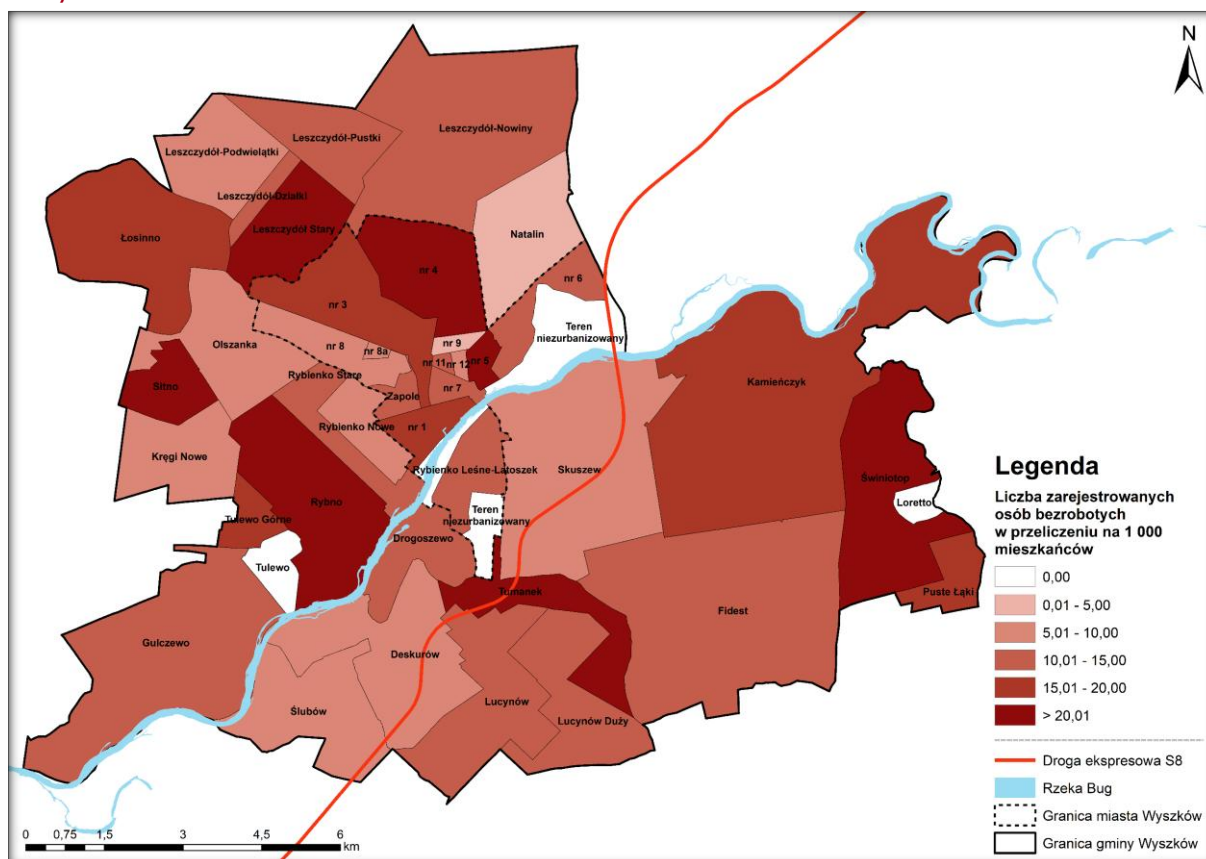 N
Leszczydół-Pustki
Leszczydół-Nowiny
Leszczydół-Podwielątki
Leszczydół-Działki
Leszczydół Stary
Łosinno
Natalin
nr 4
nr 6
nr 3
Teren
niezurbanizowany
nr 9
nr 8
nr 8a
Olszanka
nr 11
nr 12
nr 5
Rybienko Stare
Sitno
Kamieńczyk
nr 7
Zapole
Rybienko Nowe
nr 1
Kręgi Nowe
Rybienko Leśne-Latoszek
Skuszew
Świniotop
Rybno
Loretto
Tulewo Górne
Teren
niezurbanizowany
Drogoszewo
Tulewo
Tumanek
Puste Łąki
Fidest
Gulczewo
Deskurów
Lucynów
Ślubów
Lucynów Duży
Legenda
Liczba zarejestrowanych
osób bezrobotych
w przeliczeniu na 1 000
mieszkańców
0,00
0,01 - 5,00
5,01 - 10,00
10,01 - 15,00
15,01 - 20,00
> 20,01
Droga ekspresowa S8
Rzeka Bug
Granica miasta Wyszków
Granica gminy Wyszków
0 0,75 1,5 3 4,5 6
km